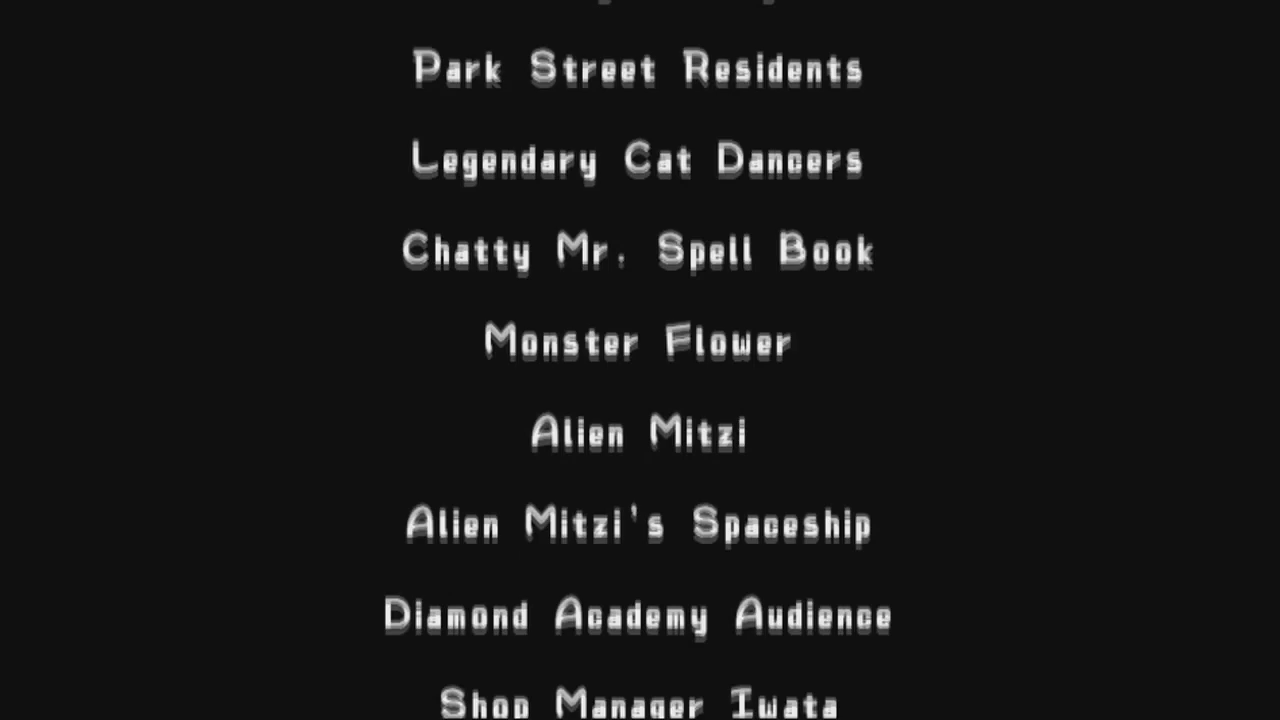 Park Street Residents
Legendary Cat Dancers
Chatty Mr. Spell Book
Monster Flower
Alien Mitzi
Alien Mitzi's Spaceship
Diamond Academy Audience
Shop Manager Iwata